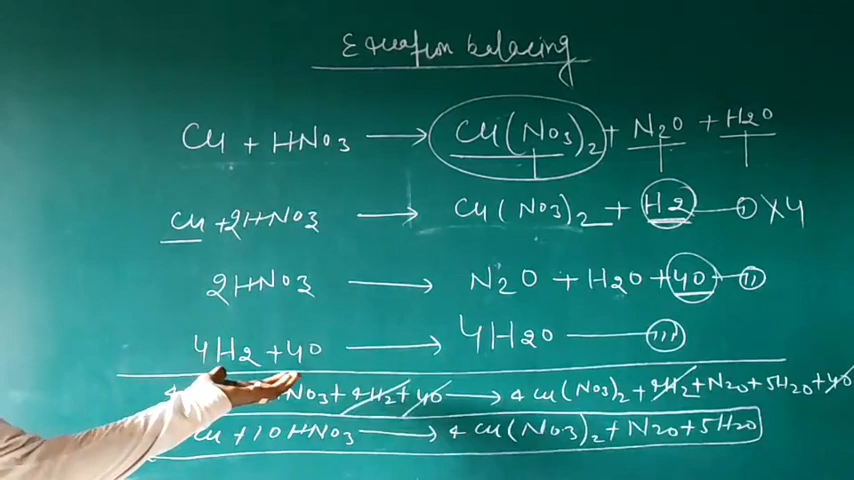 Equation balacing
Cu + HNO3 → Cu(NO3)2 + N2O + H2O
Cu + 2HNO3 → Cu(NO3)2 + H2 — I X4
2HNO3 → N2O + H2O + 4O — II
4H2 + 4O → 4H2O — III
4 NO3 + 4H2 + 4O → 4Cu(NO3)2 + 4H2 + N2O + 5H2O + 4O
Cu + 10HNO3 → 4Cu(NO3)2 + N2O + 5H2O